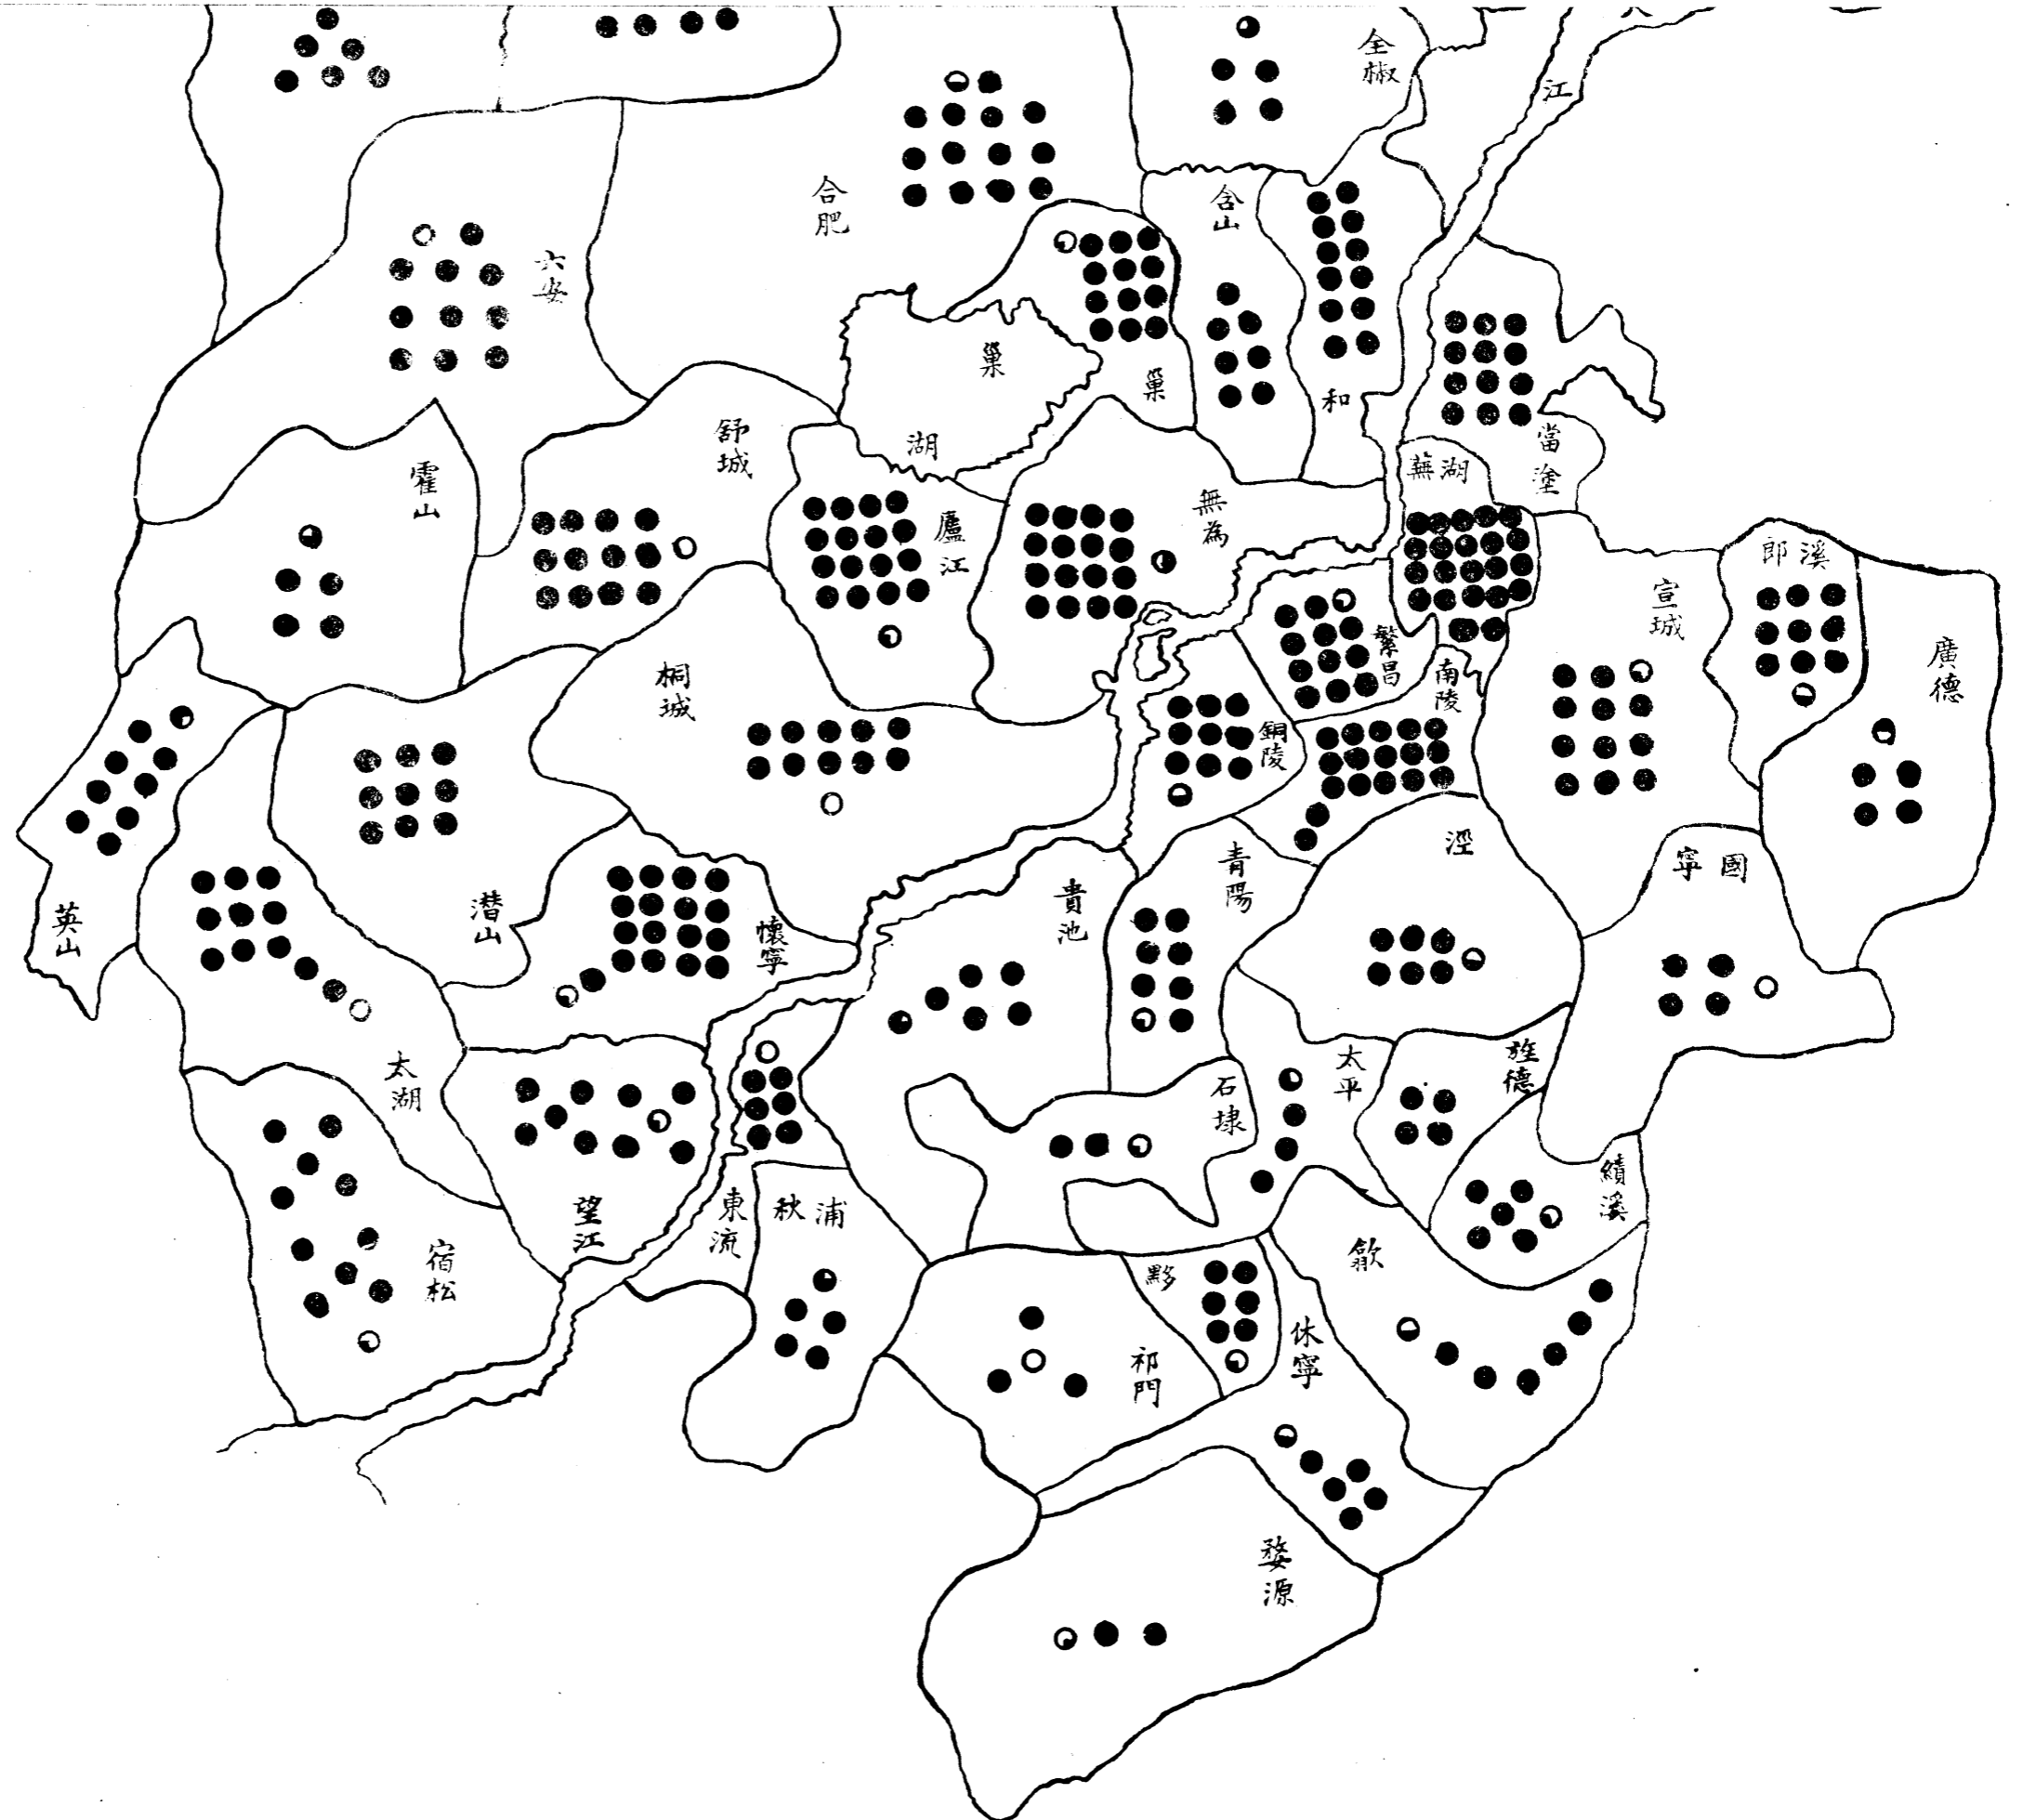 全椒
江
合肥
含山
六安
巢
湖
巢
和
舒城
當塗
蕪湖
霍山
無為
廬江
郎溪
宣城
廣德
繁昌
南陵
桐城
銅陵
涇
寧國
青陽
貴池
潜山
懷寧
英山
太湖
石埭
太平
旌德
績溪
望江
東流
秋浦
宿松
歙
黟
休寧
祁門
婺源